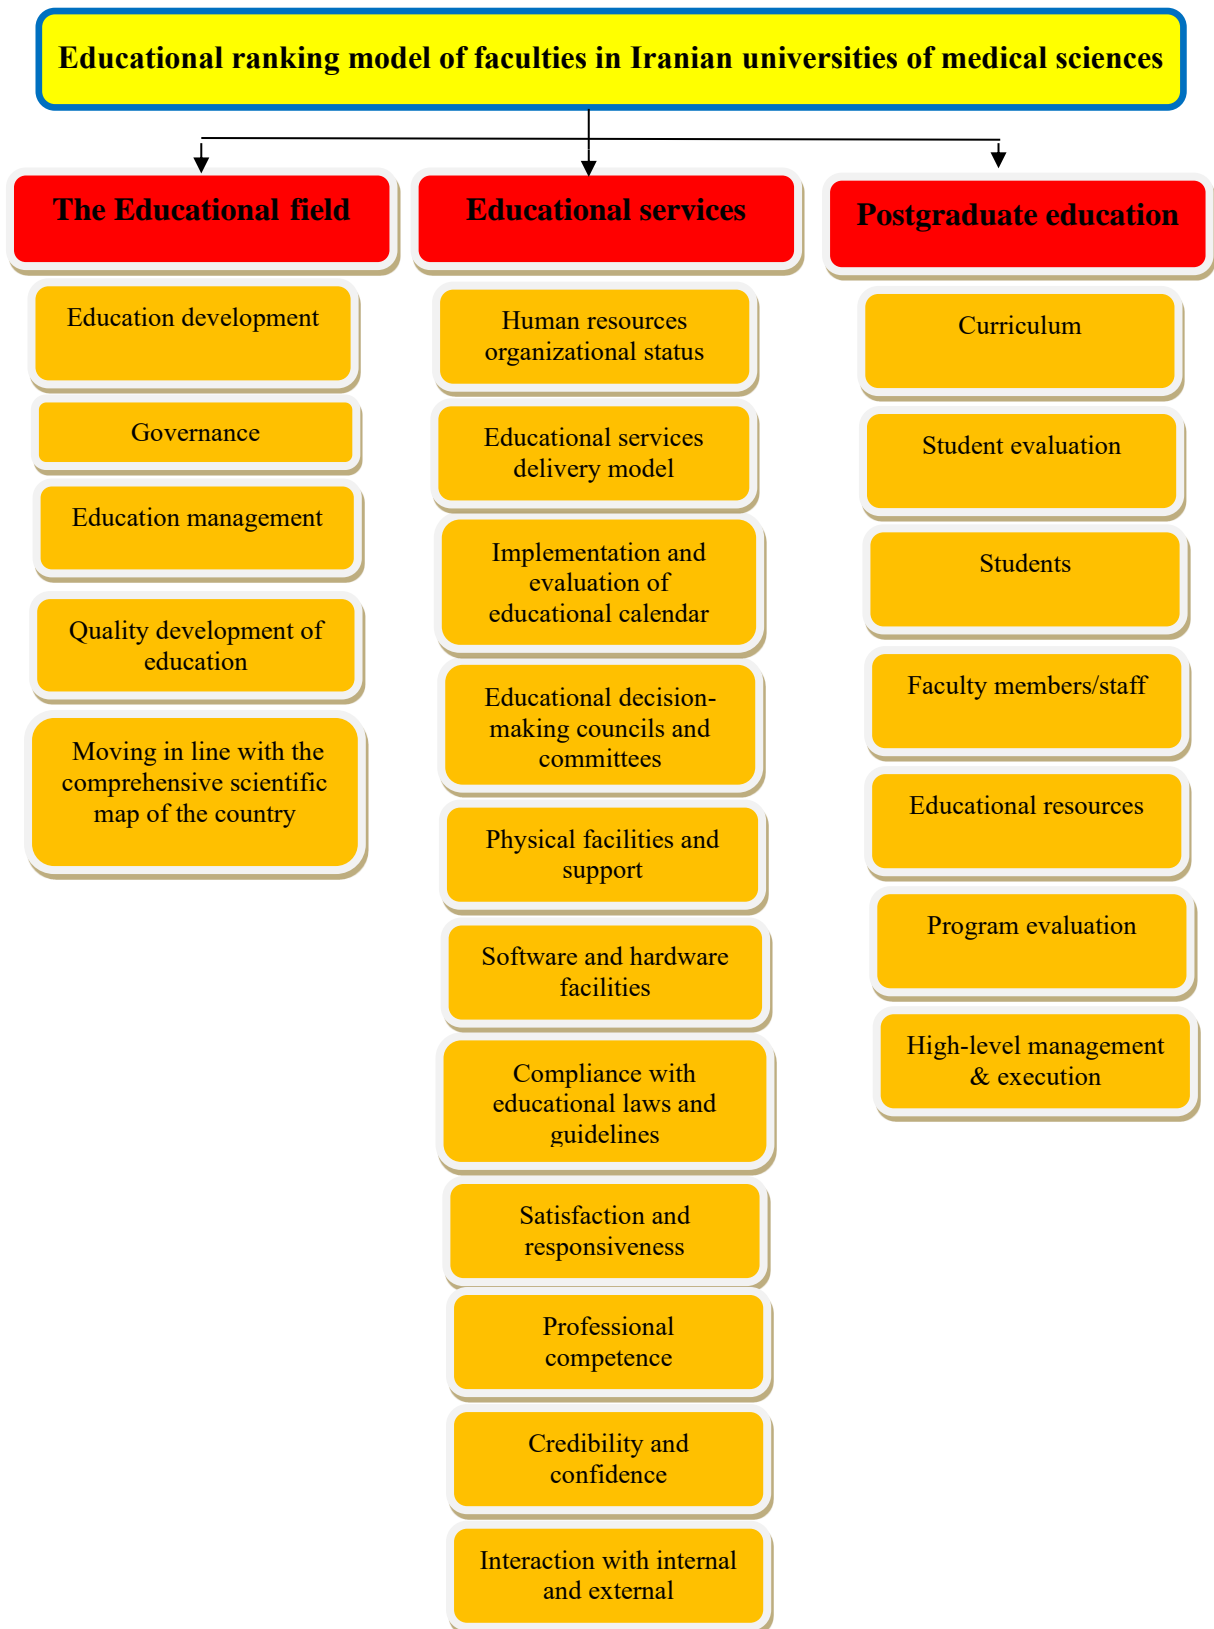 Educational ranking model of faculties in Iranian universities of medical sciences
The Educational field
Education development
Governance
Education management
Quality development of
education
Moving in line with the
comprehensive scientific
map of the country
Educational services
Human resources
organizational status
Educational services
delivery model
Implementation and
evaluation of
educational calendar
Educational decision-
making councils and
committees
Physical facilities and
support
Software and hardware
facilities
Compliance with
educational laws and
guidelines
Satisfaction and
responsiveness
Professional
competence
Credibility and
confidence
Interaction with internal
and external
Postgraduate education
Curriculum
Student evaluation
Students
Faculty members/staff
Educational resources
Program evaluation
High-level management
& execution